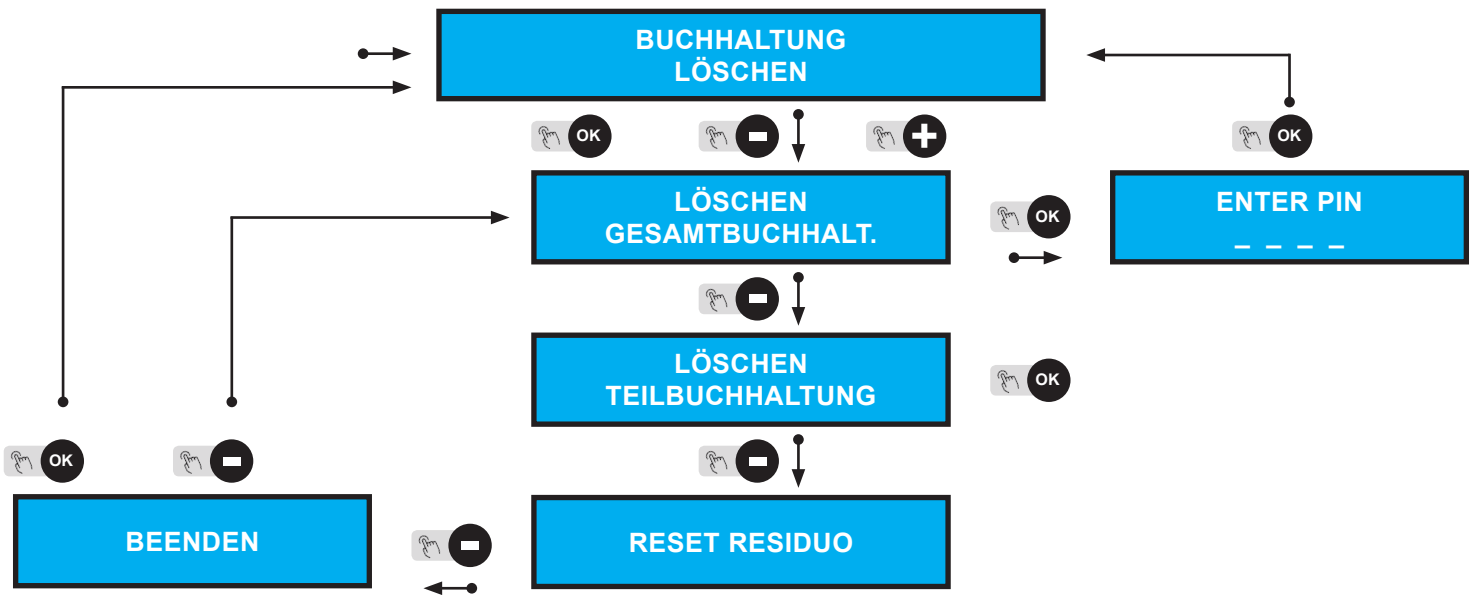 BUCHHALTUNG
LÖSCHEN
OK
OK
LÖSCHEN
GESAMTBUCHHALT.
OK
ENTER PIN
_ _ _ _
LÖSCHEN
TEILBUCHHALTUNG
OK
OK
BEENDEN
RESET RESIDUO